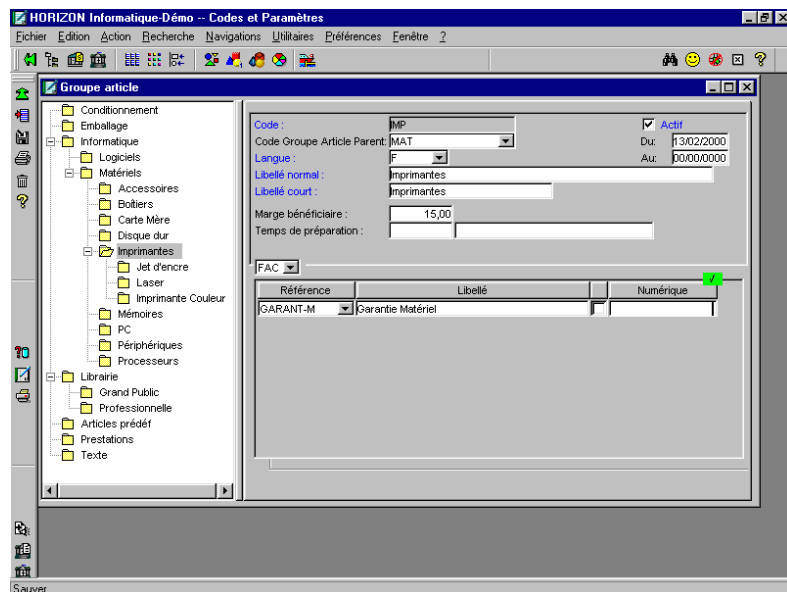 HORIZON Informatique-Démo -- Codes et Paramètres
Fichier Edition Action Recherche Navigations Utilitaires Préférences Fenêtre ?
Groupe article
Conditionnement
Emballage
Informatique
Logiciels
Matériels
Accessoires
Boîtiers
Carte Mère
Disque dur
Imprimantes
Jet d'encre
Laser
Imprimante Couleur
Mémoires
PC
Périphériques
Processeurs
Librairie
Grand Public
Professionnelle
Articles prédéf
Prestations
Texte
Code : IMP Actif
Code Groupe Article Parent: MAT Du: 13/02/2000
Langue : F Au: 00/00/0000
Libellé normal : Imprimantes
Libellé court : Imprimantes
Marge bénéficiaire : 15,00
Temps de préparation :
FAC
Référence Libellé Numérique
GARANT-M Garantie Matériel
Sauver